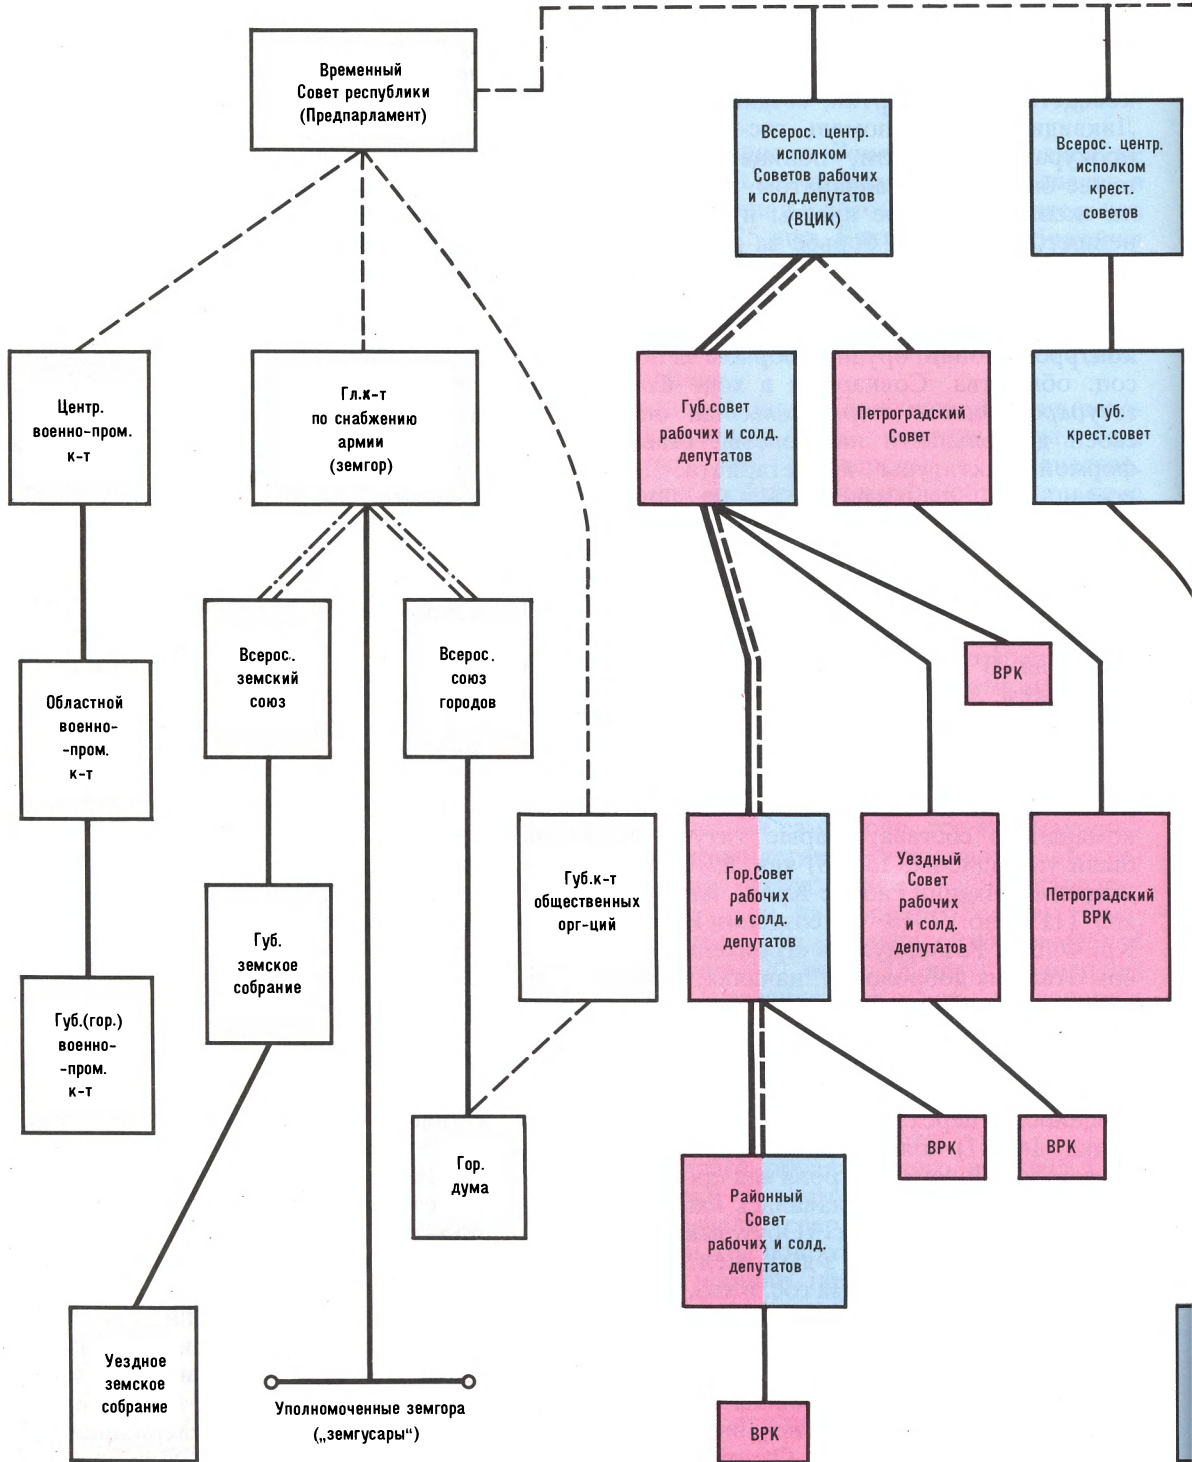 Временный
Совет республики
(Предпарламент)
Всерос. центр.
исполком
Советов рабочих
и солд.депутатов
(ВЦИК)
Всерос. центр.
исполком
крест.
советов
Центр.
военно-пром.
к-т
Гл.к-т
по снабжению
армии
(земгор)
Губ.совет
рабочих и солд.
депутатов
Петроградский
Совет
Губ.
крест.совет
Всерос.
земский
союз
Всерос.
союз
городов
ВРК
Областной
военно-
-пром.
к-т
Губ.к-т
общественных
орг-ций
Гор.Совет
рабочих
и солд.
депутатов
Уездный
Совет
рабочих
и солд.
депутатов
Петроградский
ВРК
Губ.
земское
собрание
Губ.(гор.)
военно-
-пром.
к-т
Гор.
дума
ВРК
ВРК
Районный
Совет
рабочих и солд.
депутатов
Уездное
земское
собрание
Уполномоченные земгора
(„земгусары“)
ВРК